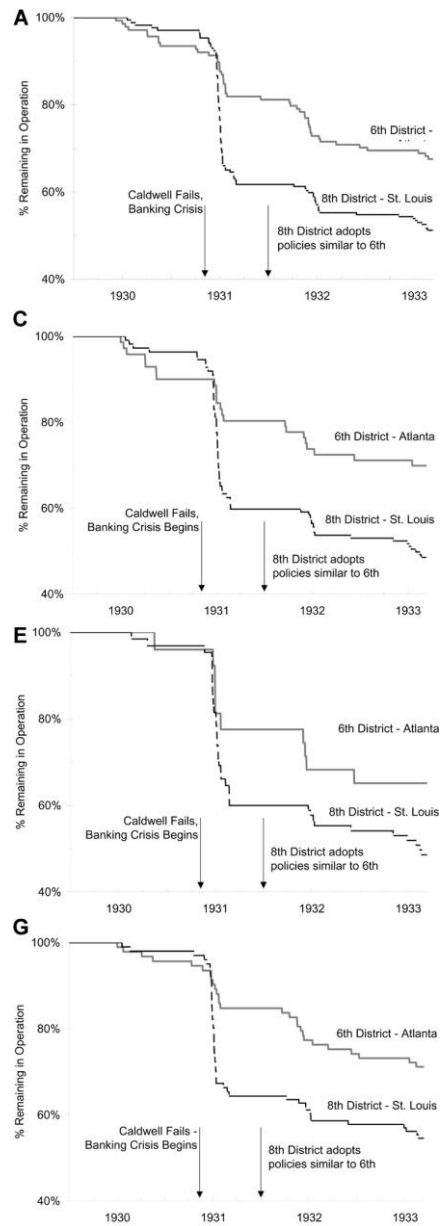 A
100%
80%
60%
40%
% Remaining in Operation
6th District -
8th District - St. Louis
Caldwell Fails,
Banking Crisis
8th District adopts
policies similar to 6th
1930
1931
1932
1933
C
100%
80%
60%
40%
% Remaining in Operation
6th District - Atlanta
8th District - St. Louis
Caldwell Fails,
Banking Crisis Begins
8th District adopts
policies similar to 6th
1930
1931
1932
1933
E
100%
80%
60%
40%
% Remaining in Operation
6th District - Atlanta
8th District - St. Louis
Caldwell Fails,
Banking Crisis Begins
8th District adopts
policies similar to 6th
1930
1931
1932
1933
G
100%
80%
60%
40%
% Remaining in Operation
6th District - Atlanta
8th District - St. Louis
Caldwell Fails -
Banking Crisis Begins
8th District adopts
policies similar to 6th
1930
1931
1932
1933